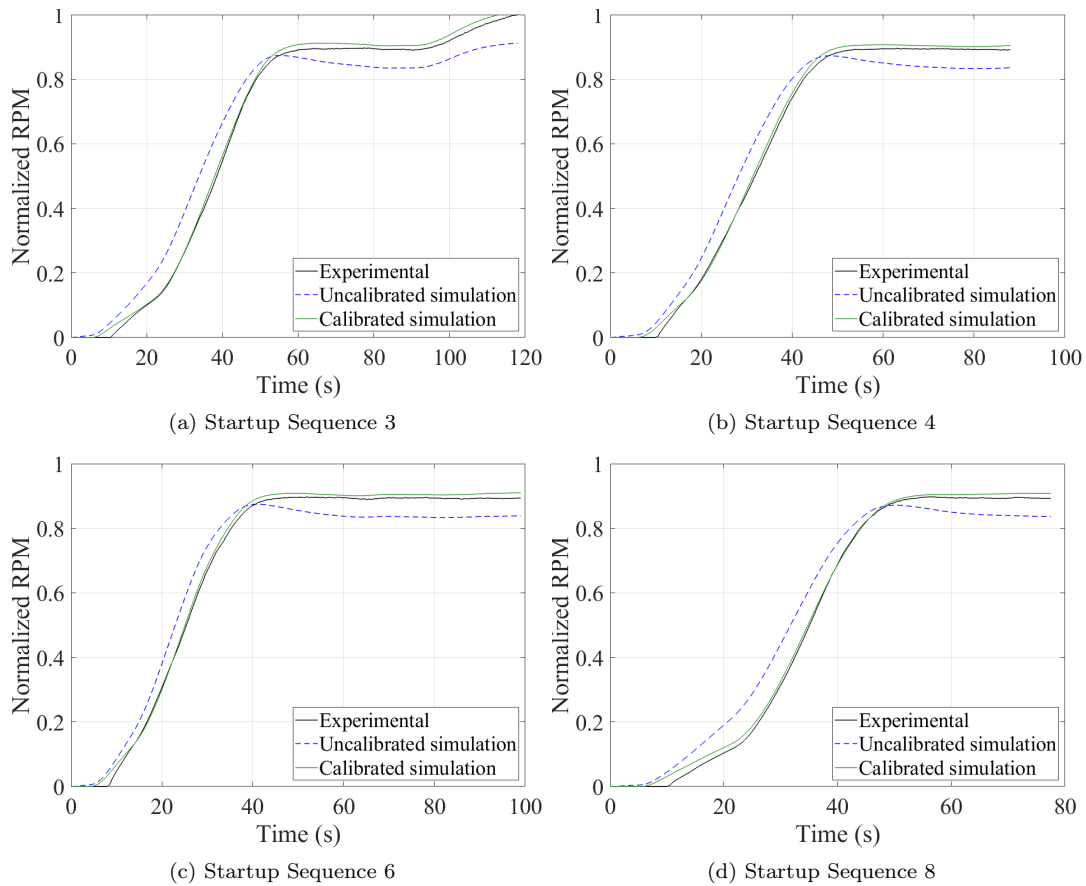 Normalized RPM
1
0.8
0.6
0.4
0.2
0
Experimental
Uncalibrated simulation
Calibrated simulation
0 20 40 60 80 100 120
Time (s)
(a) Startup Sequence 3
Normalized RPM
1
0.8
0.6
0.4
0.2
0
Experimental
Uncalibrated simulation
Calibrated simulation
0 20 40 60 80 100
Time (s)
(b) Startup Sequence 4
Normalized RPM
1
0.8
0.6
0.4
0.2
0
Experimental
Uncalibrated simulation
Calibrated simulation
0 20 40 60 80 100
Time (s)
(c) Startup Sequence 6
Normalized RPM
1
0.8
0.6
0.4
0.2
0
Experimental
Uncalibrated simulation
Calibrated simulation
0 20 40 60 80
Time (s)
(d) Startup Sequence 8